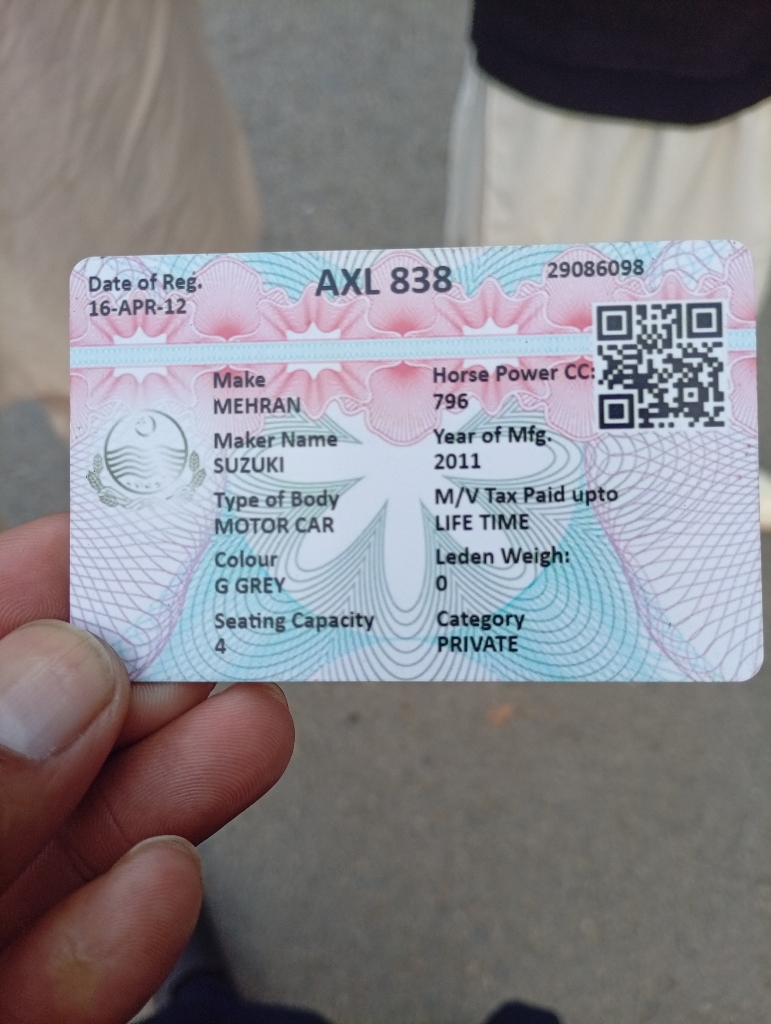 Date of Reg.
16-APR-12
AXL 838
29086098
Make
MEHRAN
Horse Power CC:
796
Maker Name
SUZUKI
Year of Mfg.
2011
Type of Body
MOTOR CAR
M/V Tax Paid upto
LIFE TIME
Colour
G GREY
Leden Weigh:
0
Seating Capacity
4
Category
PRIVATE